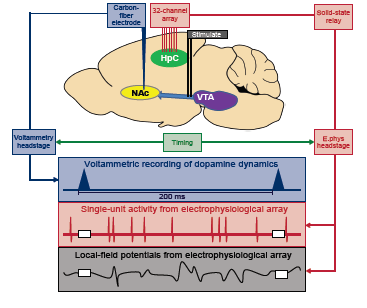 Carbon-
fiber
electrode
32-channel
array
Solid-state
relay
Stimulate
HpC
NAc
VTA
Voltammetry
headstage
Timing
E.phys
headstage
Voltammetric recording of dopamine dynamics
200 ms
Single-unit activity from electrophysiological array
Local-field potentials from electrophysiological array